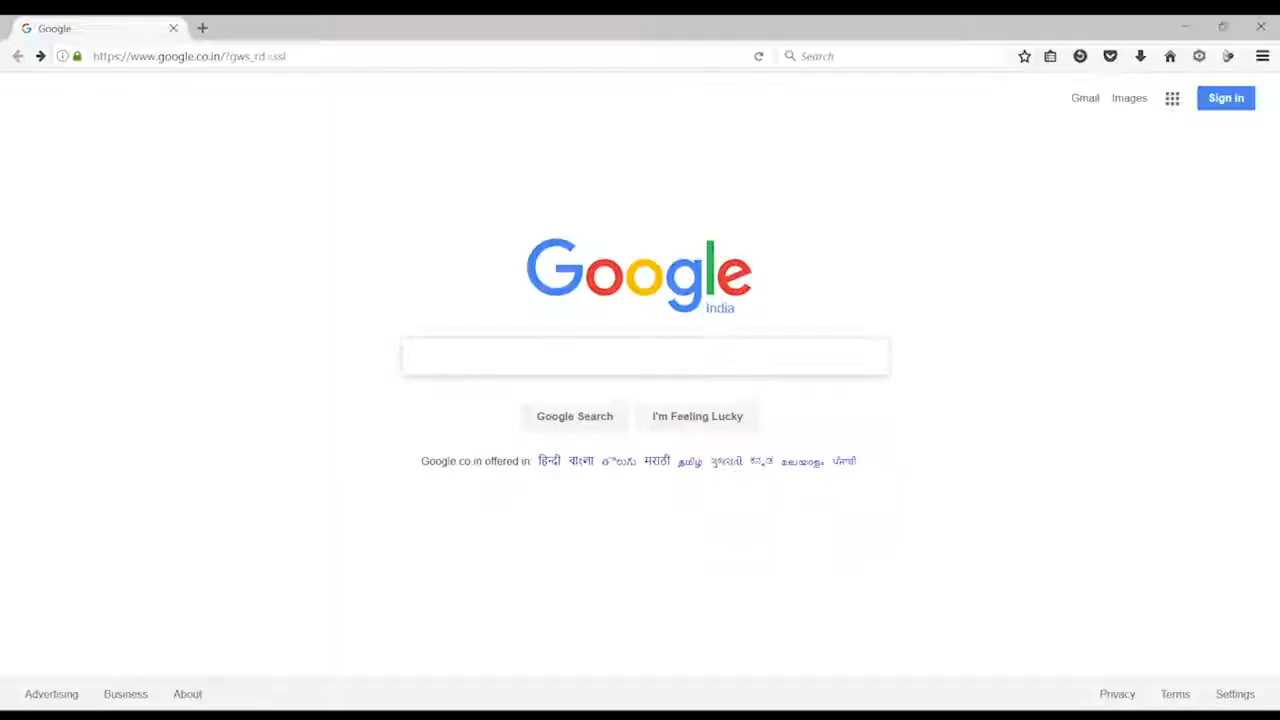 Google
https://www.google.co.in/?gws_rd=ssl
Search
Gmail Images Sign in
Google
India
Google Search I'm Feeling Lucky
Google.co.in offered in: हिन्दी বাংলা తెలుగు मराठी தமிழ் ગુજરાતી ಕನ್ನಡ മലയാളം ਪੰਜਾਬੀ
Advertising Business About Privacy Terms Settings